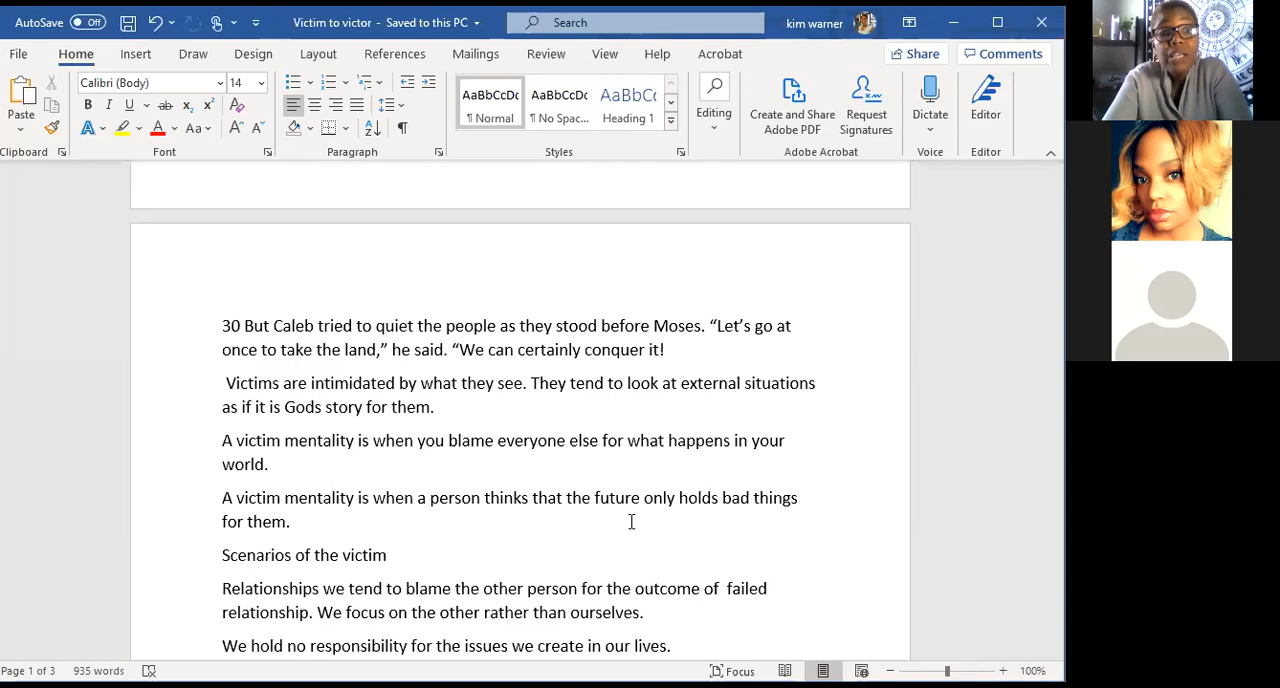 AutoSave Off Victim to victor - Saved to this PC Search kim warner
File Home Insert Draw Design Layout References Mailings Review View Help Acrobat Share Comments
Calibri (Body) 14
Paste
B I U ab x₂ x²
A A Aa A A
AaBbCcDc AaBbCcDc AaBbC(
¶ Normal ¶ No Spac... Heading 1
Editing
Create and Share Adobe PDF
Request Signatures
Dictate
Editor
Clipboard Font Paragraph Styles Adobe Acrobat Voice Editor
30 But Caleb tried to quiet the people as they stood before Moses. “Let’s go at
once to take the land,” he said. “We can certainly conquer it!
Victims are intimidated by what they see. They tend to look at external situations
as if it is Gods story for them.
A victim mentality is when you blame everyone else for what happens in your
world.
A victim mentality is when a person thinks that the future only holds bad things
for them.
Scenarios of the victim
Relationships we tend to blame the other person for the outcome of  failed
relationship. We focus on the other rather than ourselves.
We hold no responsibility for the issues we create in our lives.
Page 1 of 3 935 words Focus 100%